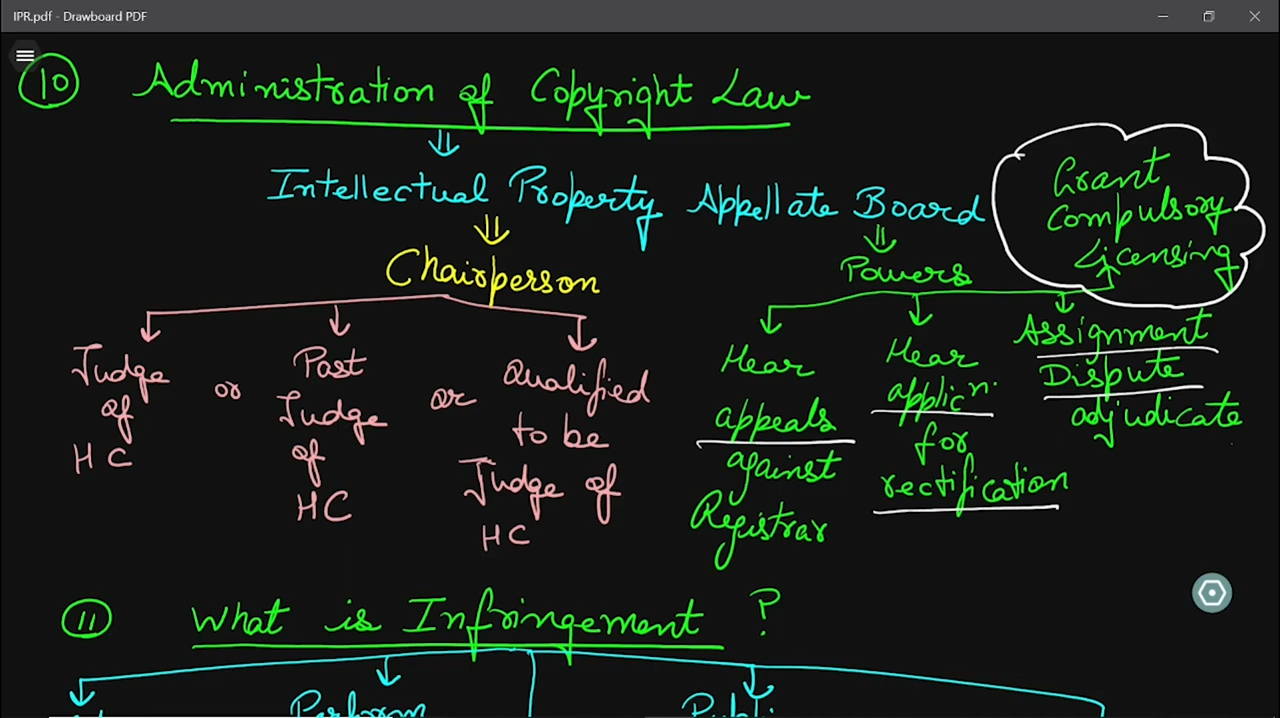 IPR.pdf - Drawboard PDF
10 Administration of Copyright Law
Intellectual Property Appellate Board
Grant
Compulsory
Licensing
Chairperson
Powers
Judge
of
HC
or
Past
Judge
of
HC
or
Qualified
to be
Judge of
HC
Hear
appeals
against
Registrar
Hear
applicn.
for
rectification
Assignment
Dispute
adjudicate
11 What is Infringement ?
Perform
Publi